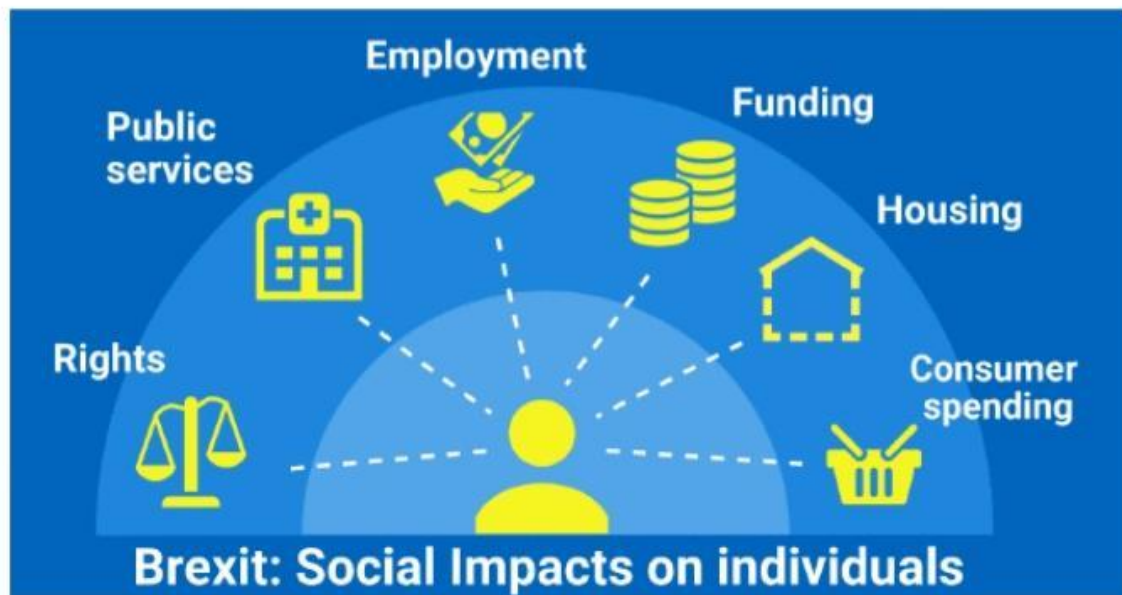 Employment
Funding
Public
services
Housing
Rights
Consumer
spending
Brexit: Social Impacts on individuals